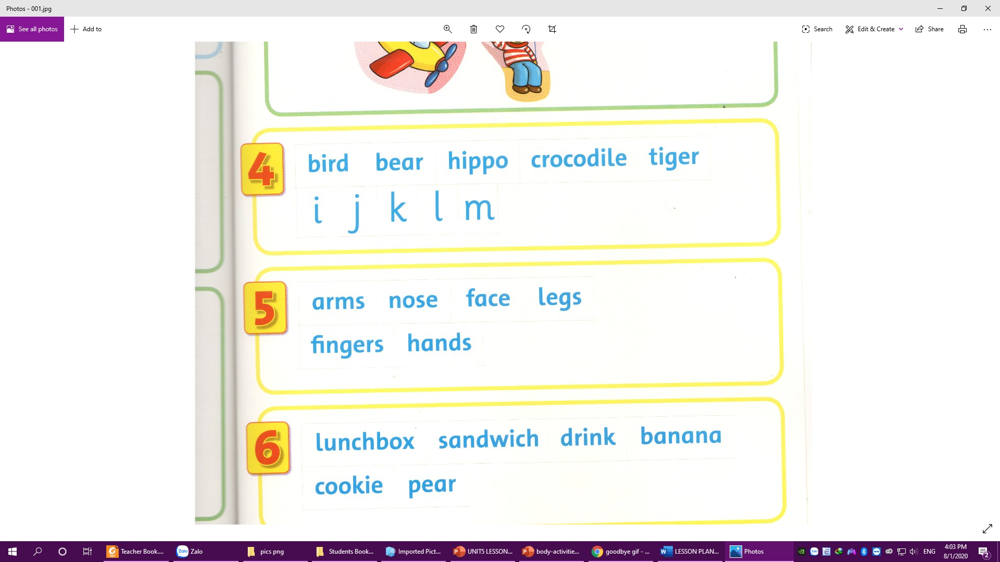 Photos - 001.jpg
See all photos
Add to
Search
Edit & Create
Share
4
bird bear hippo crocodile tiger
i j k l m
5
arms nose face legs
fingers hands
6
lunchbox sandwich drink banana
cookie pear
Teacher Book.... Zalo pics png Students Book... Imported Pict... UNIT5 LESSON... body-activitie... goodbye gif - ... LESSON PLAN... Photos ENG 4:03 PM
8/1/2020 2